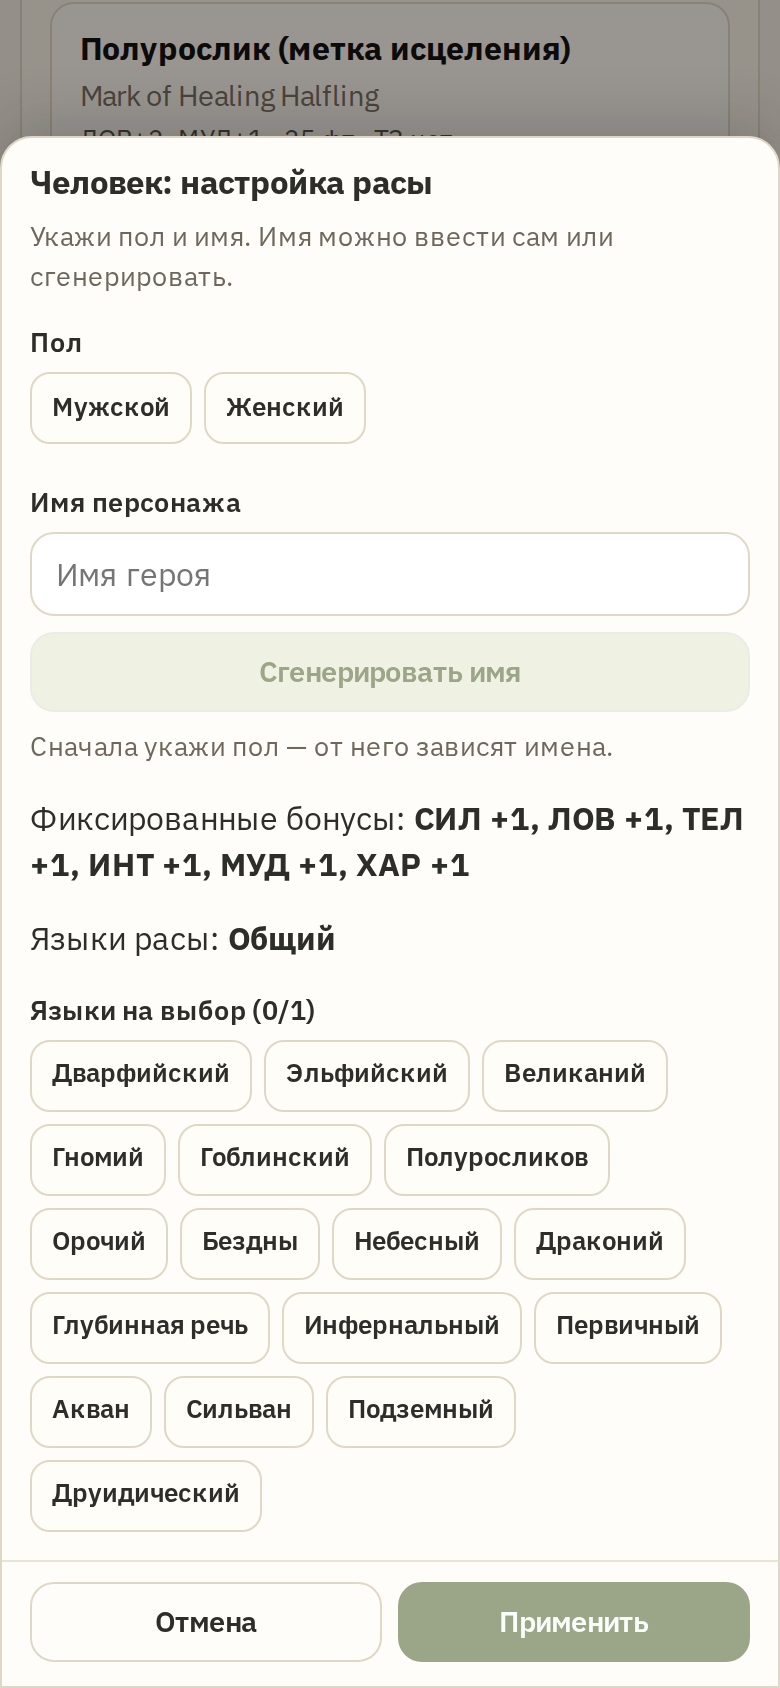 Полурослик (метка исцеления)
Mark of Healing Halfling
Человек: настройка расы
Укажи пол и имя. Имя можно ввести сам или
сгенерировать.
Пол
Мужской Женский
Имя персонажа
Имя героя
Сгенерировать имя
Сначала укажи пол — от него зависят имена.
Фиксированные бонусы: СИЛ +1, ЛОВ +1, ТЕЛ
+1, ИНТ +1, МУД +1, ХАР +1
Языки расы: Общий
Языки на выбор (0/1)
Дварфийский Эльфийский Великаний
Гномий Гоблинский Полуросликов
Орочий Бездны Небесный Драконий
Глубинная речь Инфернальный Первичный
Акван Сильван Подземный
Друидический
Отмена Применить